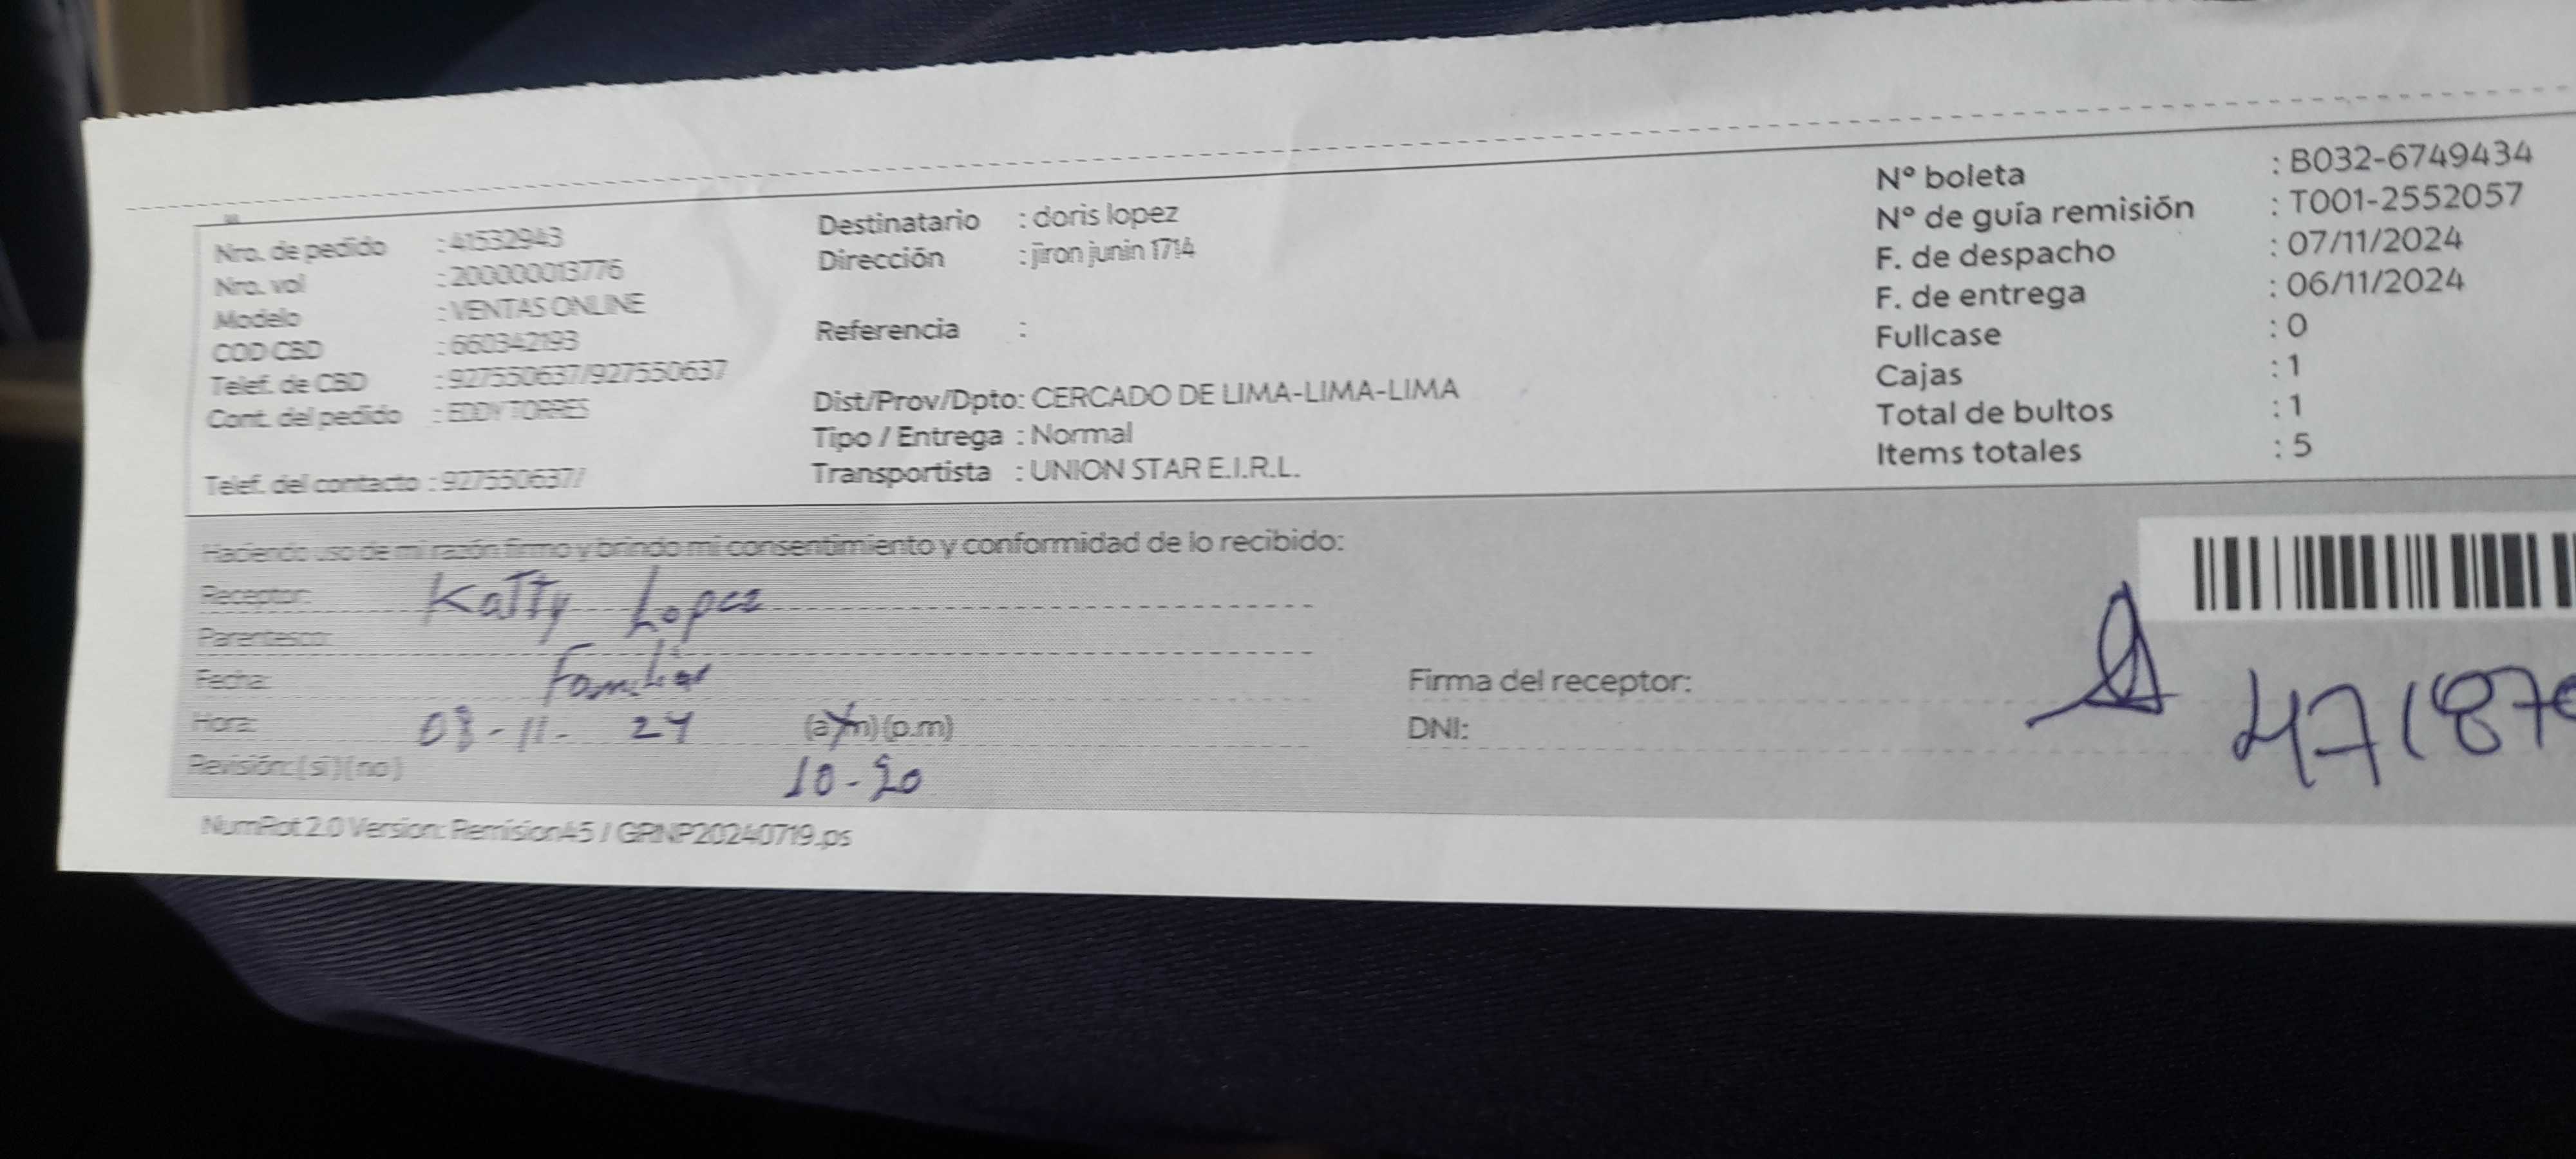 Nro. de pedido : 41532943
Nro. vol : 200000013776
Modelo : VENTAS ONLINE
COD CBD : 660342193
Telef. de CBD : 927550637/927550637
Cont. del pedido : EDDY TORRES
Telef. del contacto : 927550637//
Destinatario : doris lopez
Dirección : jiron junin 1714
Referencia :
Dist/Prov/Dpto: CERCADO DE LIMA-LIMA-LIMA
Tipo / Entrega : Normal
Transportista : UNION STAR E.I.R.L.
Nº boleta : B032-6749434
Nº de guía remisión : T001-2552057
F. de despacho : 07/11/2024
F. de entrega : 06/11/2024
Fullcase : 0
Cajas : 1
Total de bultos : 1
Items totales : 5
Haciendo uso de mi razón firmo y brindo mi consentimiento y conformidad de lo recibido:
Receptor: Katty Lopez
Parentesco: Familiar
Fecha: 08-11-24
Hora: 10-20 (a.m) (p.m)
Revisión: (si) (no)
Firma del receptor:
DNI: 47187
NumRot 2.0 Version: Remision45 / GRNP20240719.ps